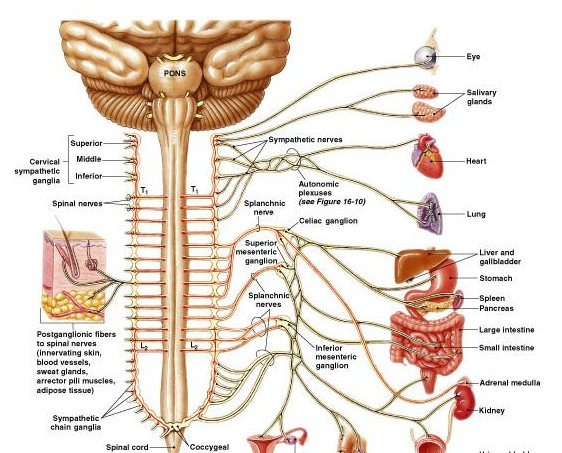 PONS
Eye
Salivary
glands
Superior
Middle
Inferior
Cervical
sympathetic
ganglia
Sympathetic nerves
Heart
Autonomic
plexuses
(see Figure 16-10)
T1
T1
Spinal nerves
Splanchnic
nerve
Celiac ganglion
Lung
Superior
mesenteric
ganglion
Liver and
gallbladder
Stomach
Splanchnic
nerves
Spleen
Pancreas
Postganglionic fibers
to spinal nerves
(innervating skin,
blood vessels,
sweat glands,
arrector pili muscles,
adipose tissue)
L2
L2
Inferior
mesenteric
ganglion
Large intestine
Small intestine
Adrenal medulla
Kidney
Sympathetic
chain ganglia
Spinal cord
Coccygeal